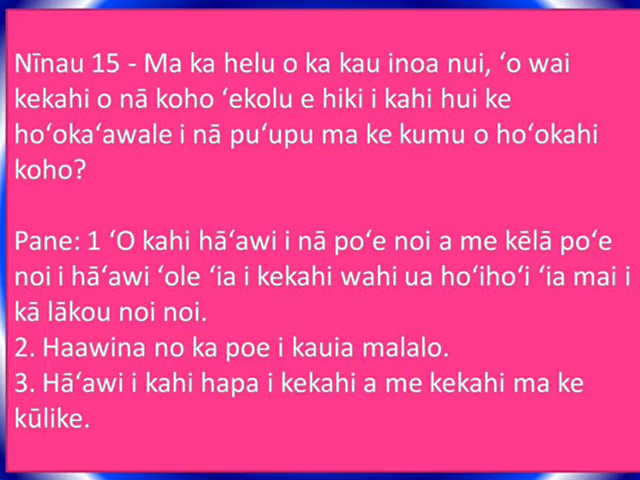 Nīnau 15 - Ma ka helu o ka kau inoa nui, ʻo wai
kekahi o nā koho ʻekolu e hiki i kahi hui ke
hoʻokaʻawale i nā puʻupu ma ke kumu o hoʻokahi
koho?
Pane: 1 ʻO kahi hāʻawi i nā poʻe noi a me kēlā poʻe
noi i hāʻawi ʻole ʻia i kekahi wahi ua hoʻihoʻi ʻia mai i
kā lākou noi noi.
2. Haawina no ka poe i kauia malalo.
3. Hāʻawi i kahi hapa i kekahi a me kekahi ma ke
kūlike.